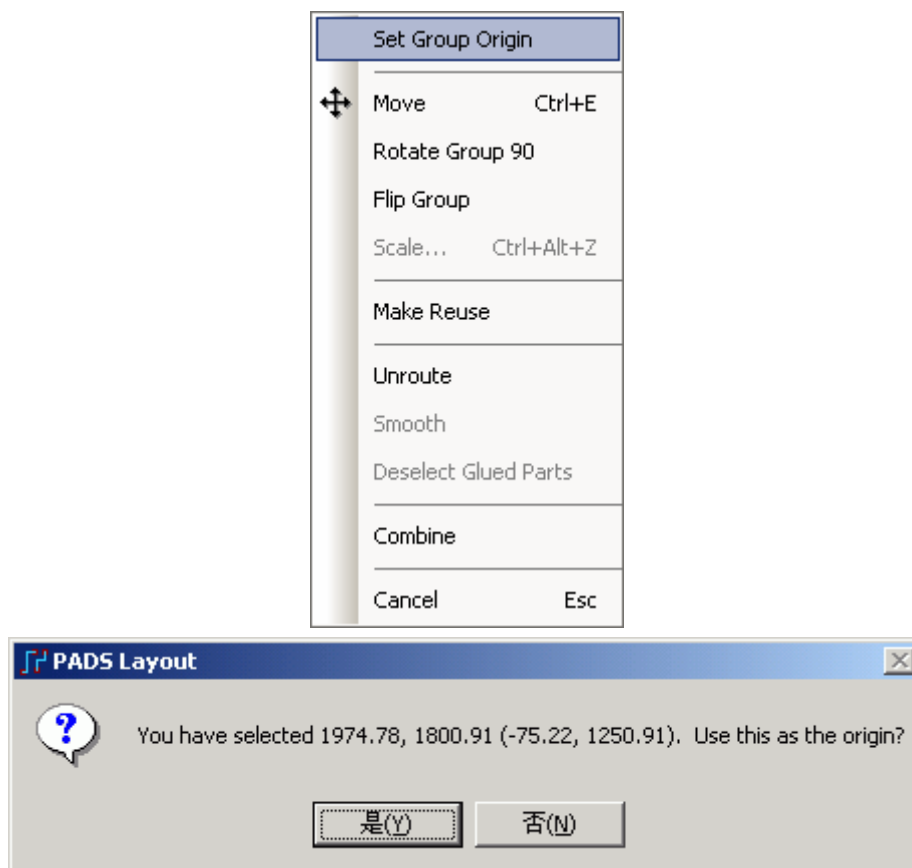 Set Group Origin
Move Ctrl+E
Rotate Group 90
Flip Group
Scale... Ctrl+Alt+Z
Make Reuse
Unroute
Smooth
Deselect Glued Parts
Combine
Cancel Esc
PADS Layout
You have selected 1974.78, 1800.91 (-75.22, 1250.91).  Use this as the origin?
是(Y) 否(N)